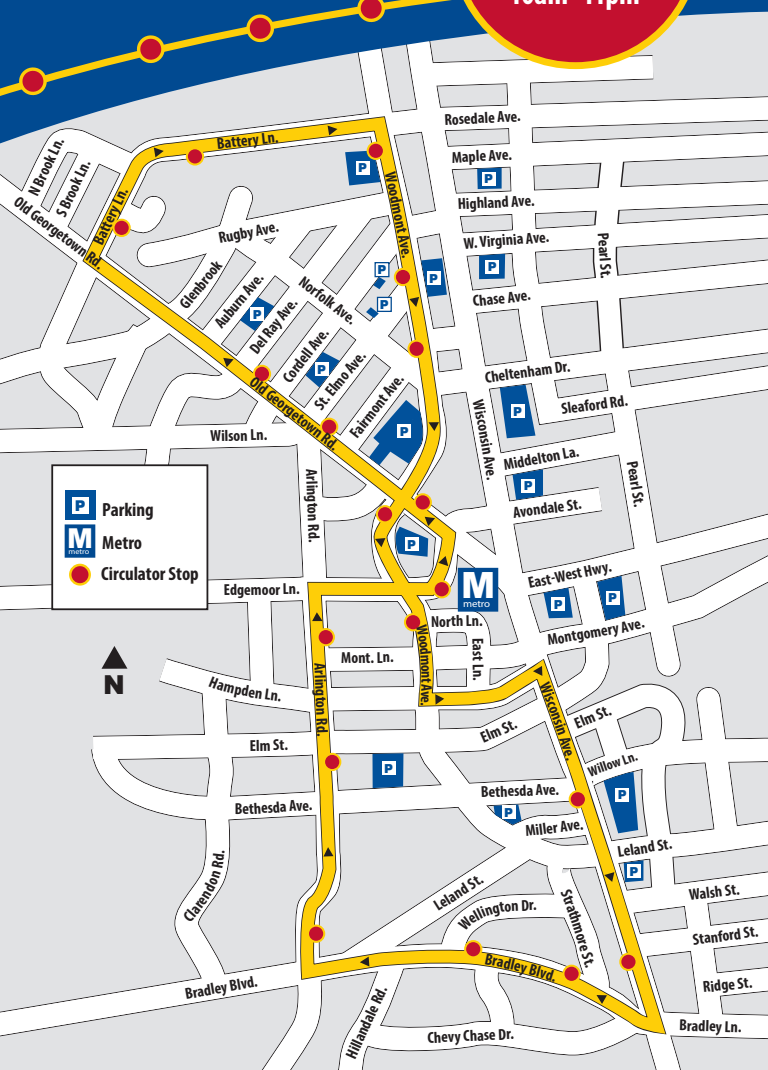 10am - 11pm
Rosedale Ave.
Battery Ln.
Maple Ave.
P
P
N Brook Ln.
S Brook Ln.
Highland Ave.
Battery Ln.
Woodmont Ave.
Old Georgetown Rd.
Rugby Ave.
W. Virginia Ave.
Pearl St.
P
P
P
Glenbrook
Norfolk Ave.
Chase Ave.
P
Auburn Ave.
P
Del Ray Ave.
Cordell Ave.
P
St. Elmo Ave.
Cheltenham Dr.
Old Georgetown Rd.
Fairmont Ave.
Wisconsin Ave.
P
Sleaford Rd.
Wilson Ln.
P
Middelton La.
Arlington Rd.
Pearl St.
P
Avondale St.
P Parking
M metro Metro
Circulator Stop
P
East-West Hwy.
Edgemoor Ln.
M
metro
P
P
North Ln.
Montgomery Ave.
Woodmont Ave.
East Ln.
N
Mont. Ln.
Hampden Ln.
Arlington Rd.
Wisconsin Ave.
Elm St.
Elm St.
Elm St.
P
Willow Ln.
Bethesda Ave.
P
Bethesda Ave.
P
Miller Ave.
Leland St.
P
Clarendon Rd.
Leland St.
Walsh St.
Wellington Dr.
Strathmore St.
Stanford St.
Bradley Blvd.
Bradley Blvd.
Ridge St.
Hillandale Rd.
Chevy Chase Dr.
Bradley Ln.